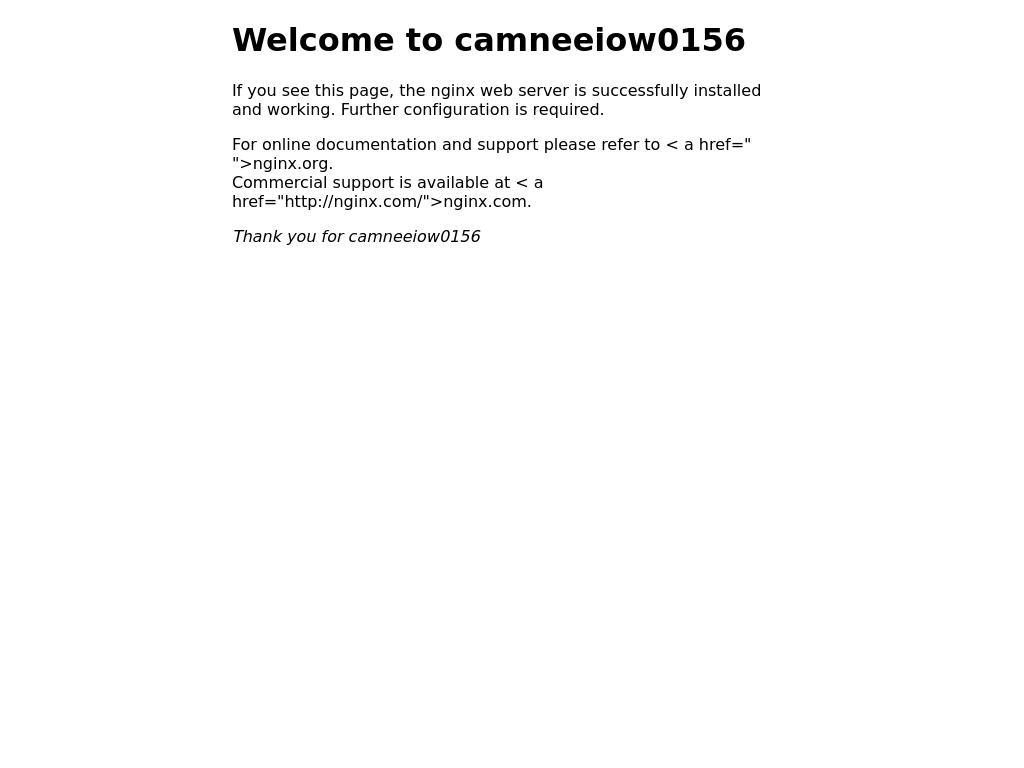 Welcome to camneeiow0156
If you see this page, the nginx web server is successfully installed
and working. Further configuration is required.
For online documentation and support please refer to < a href="
">nginx.org.
Commercial support is available at < a
href="http://nginx.com/">nginx.com.
Thank you for camneeiow0156